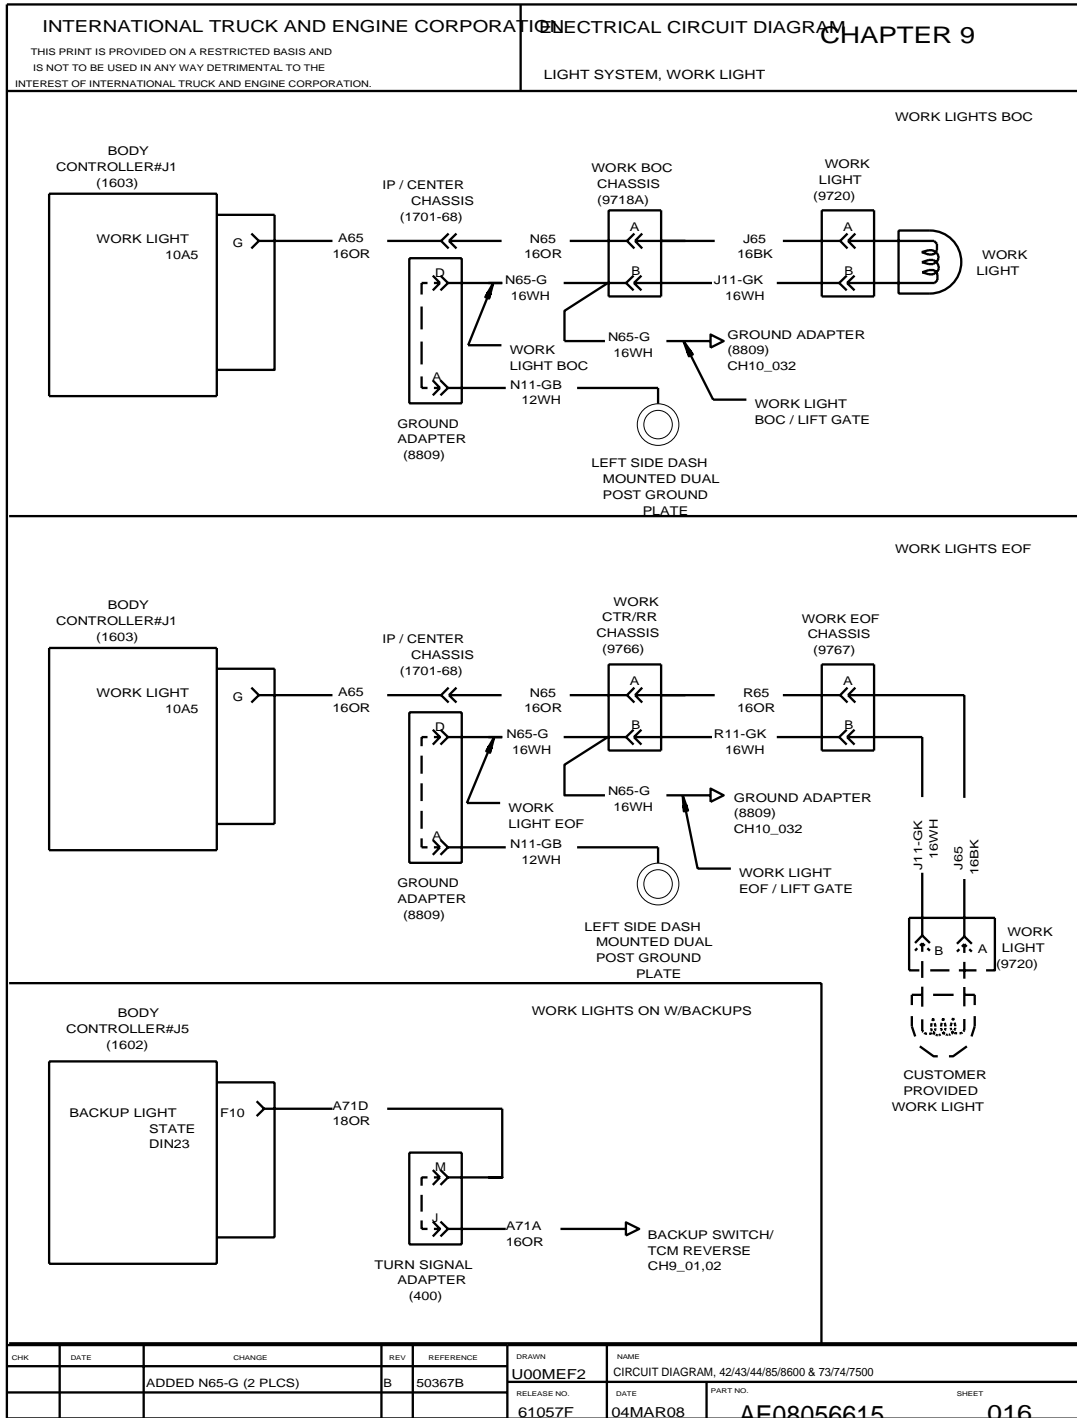 INTERNATIONAL TRUCK AND ENGINE CORPORATION
ELECTRICAL CIRCUIT DIAGRAM
CHAPTER 9
THIS PRINT IS PROVIDED ON A RESTRICTED BASIS AND
IS NOT TO BE USED IN ANY WAY DETRIMENTAL TO THE
INTEREST OF INTERNATIONAL TRUCK AND ENGINE CORPORATION.
LIGHT SYSTEM, WORK LIGHT
WORK LIGHTS BOC
BODY
CONTROLLER#J1
(1603)
WORK LIGHT
10A5
G
A65
16OR
IP / CENTER
CHASSIS
(1701-68)
N65
16OR
WORK BOC
CHASSIS
(9718A)
A
B
J65
16BK
WORK
LIGHT
(9720)
A
B
WORK
LIGHT
D
N65-G
16WH
J11-GK
16WH
WORK
LIGHT BOC
N65-G
16WH
GROUND ADAPTER
(8809)
CH10_032
A
N11-GB
12WH
WORK LIGHT
BOC / LIFT GATE
GROUND
ADAPTER
(8809)
LEFT SIDE DASH
MOUNTED DUAL
POST GROUND
PLATE
WORK LIGHTS EOF
BODY
CONTROLLER#J1
(1603)
WORK LIGHT
10A5
G
A65
16OR
IP / CENTER
CHASSIS
(1701-68)
N65
16OR
WORK
CTR/RR
CHASSIS
(9766)
A
B
R65
16OR
WORK EOF
CHASSIS
(9767)
A
B
D
N65-G
16WH
R11-GK
16WH
WORK
LIGHT EOF
N65-G
16WH
GROUND ADAPTER
(8809)
CH10_032
A
N11-GB
12WH
WORK LIGHT
EOF / LIFT GATE
GROUND
ADAPTER
(8809)
LEFT SIDE DASH
MOUNTED DUAL
POST GROUND
PLATE
J11-GK
16WH
J65
16BK
B
A
WORK
LIGHT
(9720)
CUSTOMER
PROVIDED
WORK LIGHT
WORK LIGHTS ON W/BACKUPS
BODY
CONTROLLER#J5
(1602)
BACKUP LIGHT
STATE
DIN23
F10
A71D
18OR
M
J
A71A
16OR
BACKUP SWITCH/
TCM REVERSE
CH9_01,02
TURN SIGNAL
ADAPTER
(400)
CHK
DATE
CHANGE
REV
REFERENCE
DRAWN
NAME
ADDED N65-G (2 PLCS)
B
50367B
U00MEF2
CIRCUIT DIAGRAM, 42/43/44/85/8600 & 73/74/7500
RELEASE NO.
DATE
PART NO.
SHEET
61057F
04MAR08
AE08056615
016